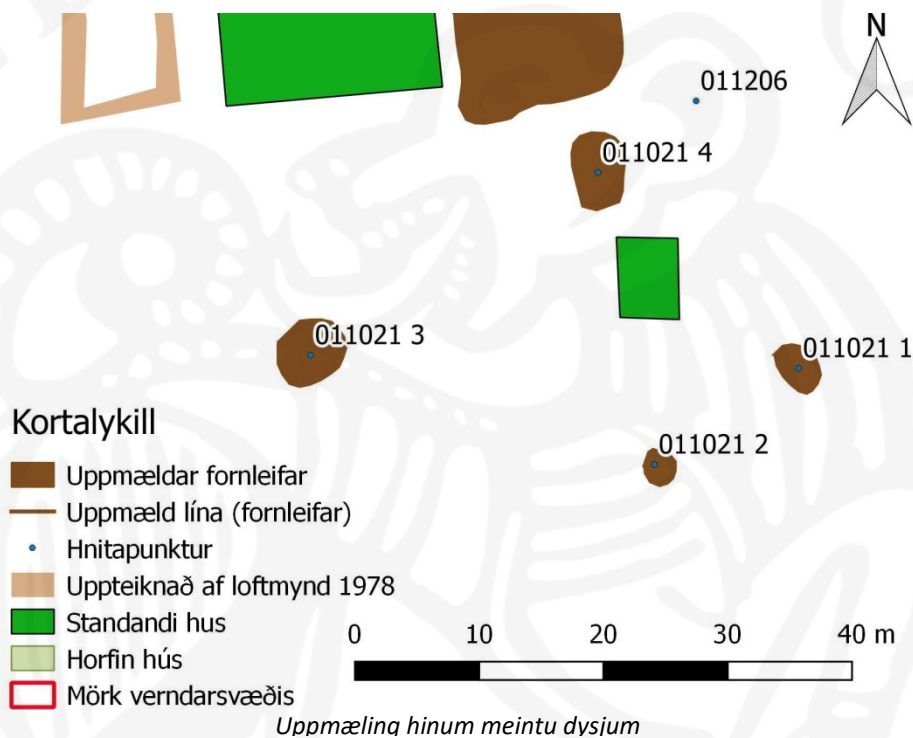 N
011206
011021 4
011021 3
011021 1
011021 2
Kortalykill
Uppmældar fornleifar
Uppmæld lína (fornleifar)
Hnitapunktur
Uppteiknað af loftmynd 1978
Standandi hus
Horfin hús
Mörk verndarsvæðis
0 10 20 30 40 m
Uppmæling hinum meintu dysjum